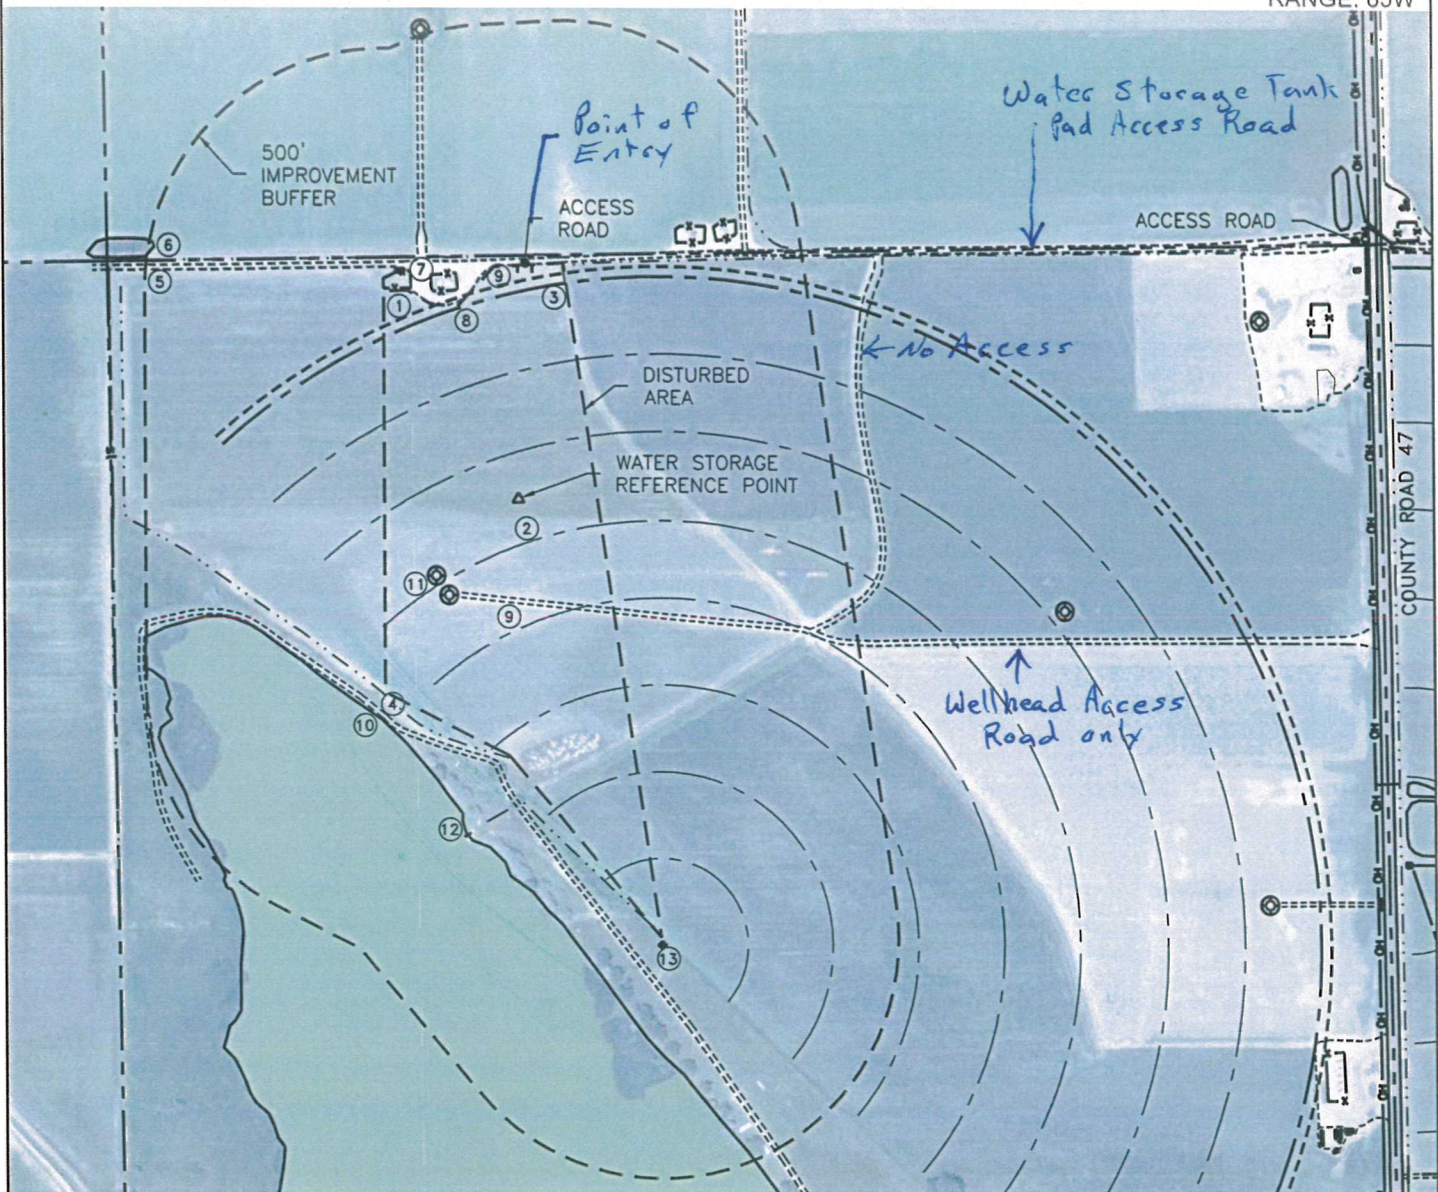 Water Storage Tank
Pad Access Road
Point of
Entry
500'
IMPROVEMENT
BUFFER
ACCESS
ROAD
ACCESS ROAD
6
5
7
9
1
8
3
← No Access
DISTURBED
AREA
COUNTY ROAD 47
WATER STORAGE
REFERENCE POINT
2
11
9
Wellhead Access
Road only
4
10
12
13